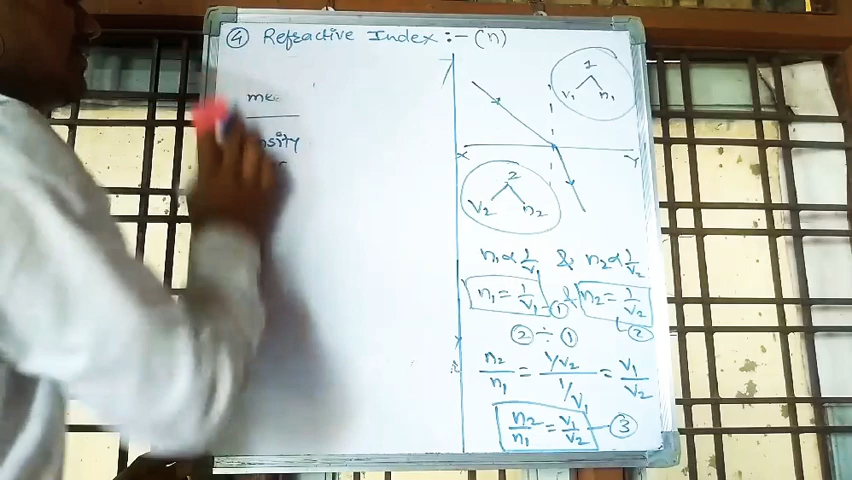 ④ Refractive Index :- (n)
1
v₁ n₁
X Y
2
v₂ n₂
n₁ ∝ 1/v₁ & n₂ ∝ 1/v₂
n₁ = 1/v₁ -① & n₂ = 1/v₂ -②
② ÷ ①
n₂/n₁ = (1/v₂)/(1/v₁) = v₁/v₂
n₂/n₁ = v₁/v₂ -③